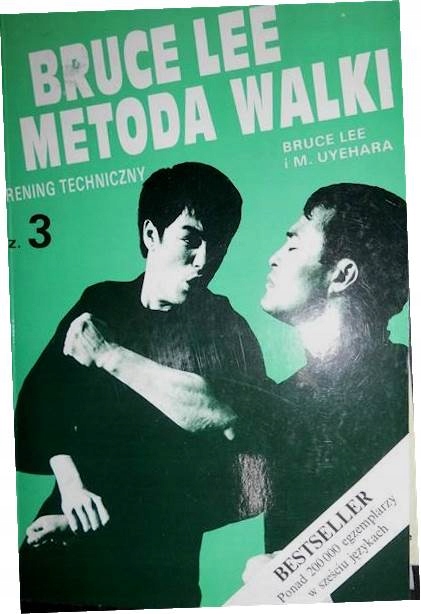 BRUCE LEE
METODA WALKI
BRUCE LEE
i M. UYEHARA
RENING TECHNICZNY
z. 3
BESTSELLER
Ponad 200 000 egzemplarzy
w sześciu językach